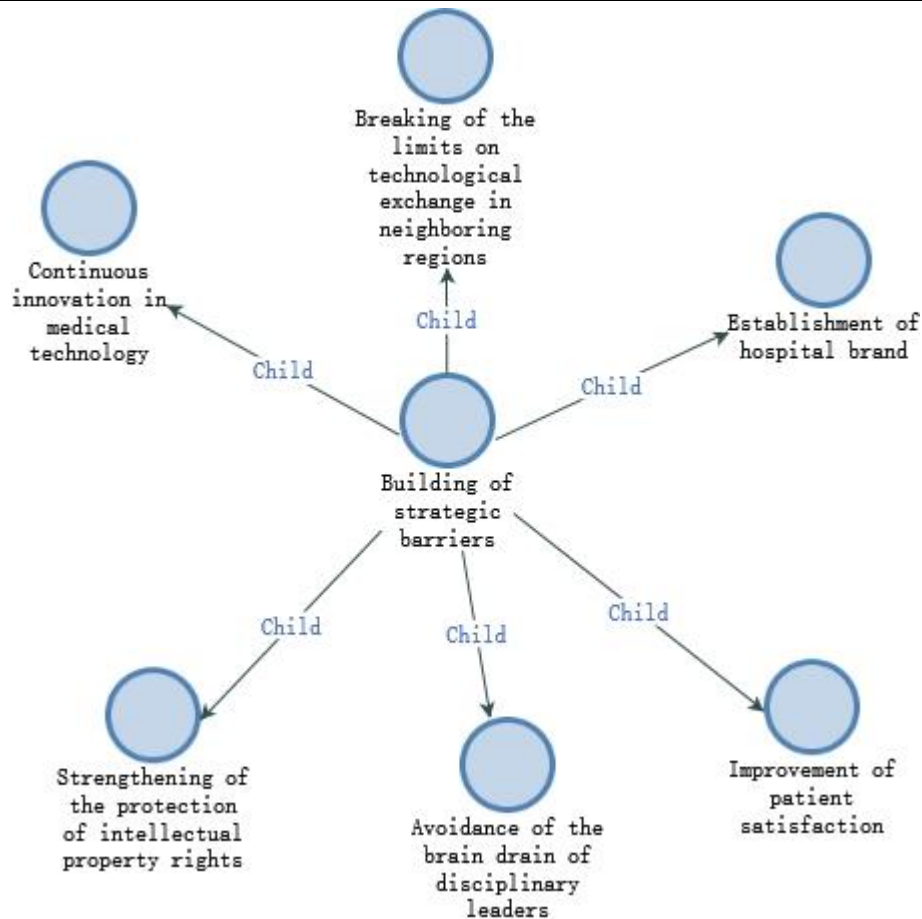 Breaking of the
limits on
technological
exchange in
neighboring
regions
Continuous
innovation in
medical
technology
Child
Establishment of
hospital brand
Child
Child
Building of
strategic
barriers
Child
Child
Child
Strengthening of
the protection
of intellectual
property rights
Avoidance of the
brain drain of
disciplinary
leaders
Improvement of
patient
satisfaction